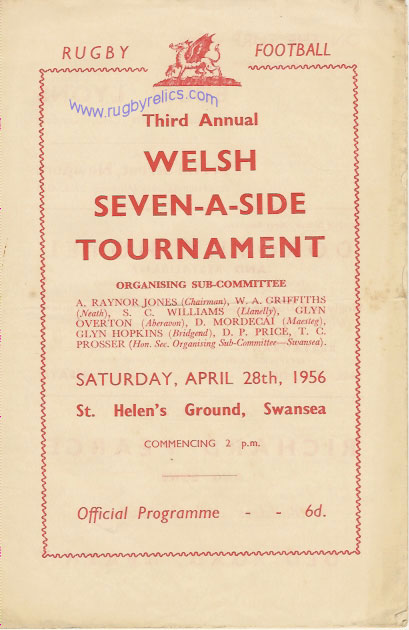 RUGBY FOOTBALL
www.rugbyrelics.com
Third Annual
WELSH
SEVEN-A-SIDE
TOURNAMENT
ORGANISING SUB-COMMITTEE
A. RAYNOR JONES (Chairman), W. A. GRIFFITHS
(Neath), S. C. WILLIAMS (Llanelly), GLYN
OVERTON (Aberavon), D. MORDECAI (Maesteg),
GLYN HOPKINS (Bridgend), D. P. PRICE, T. C.
PROSSER (Hon. Sec. Organising Sub-Committee—Swansea).
SATURDAY, APRIL 28th, 1956
St. Helen's Ground, Swansea
COMMENCING 2 p.m.
Official Programme - - 6d.